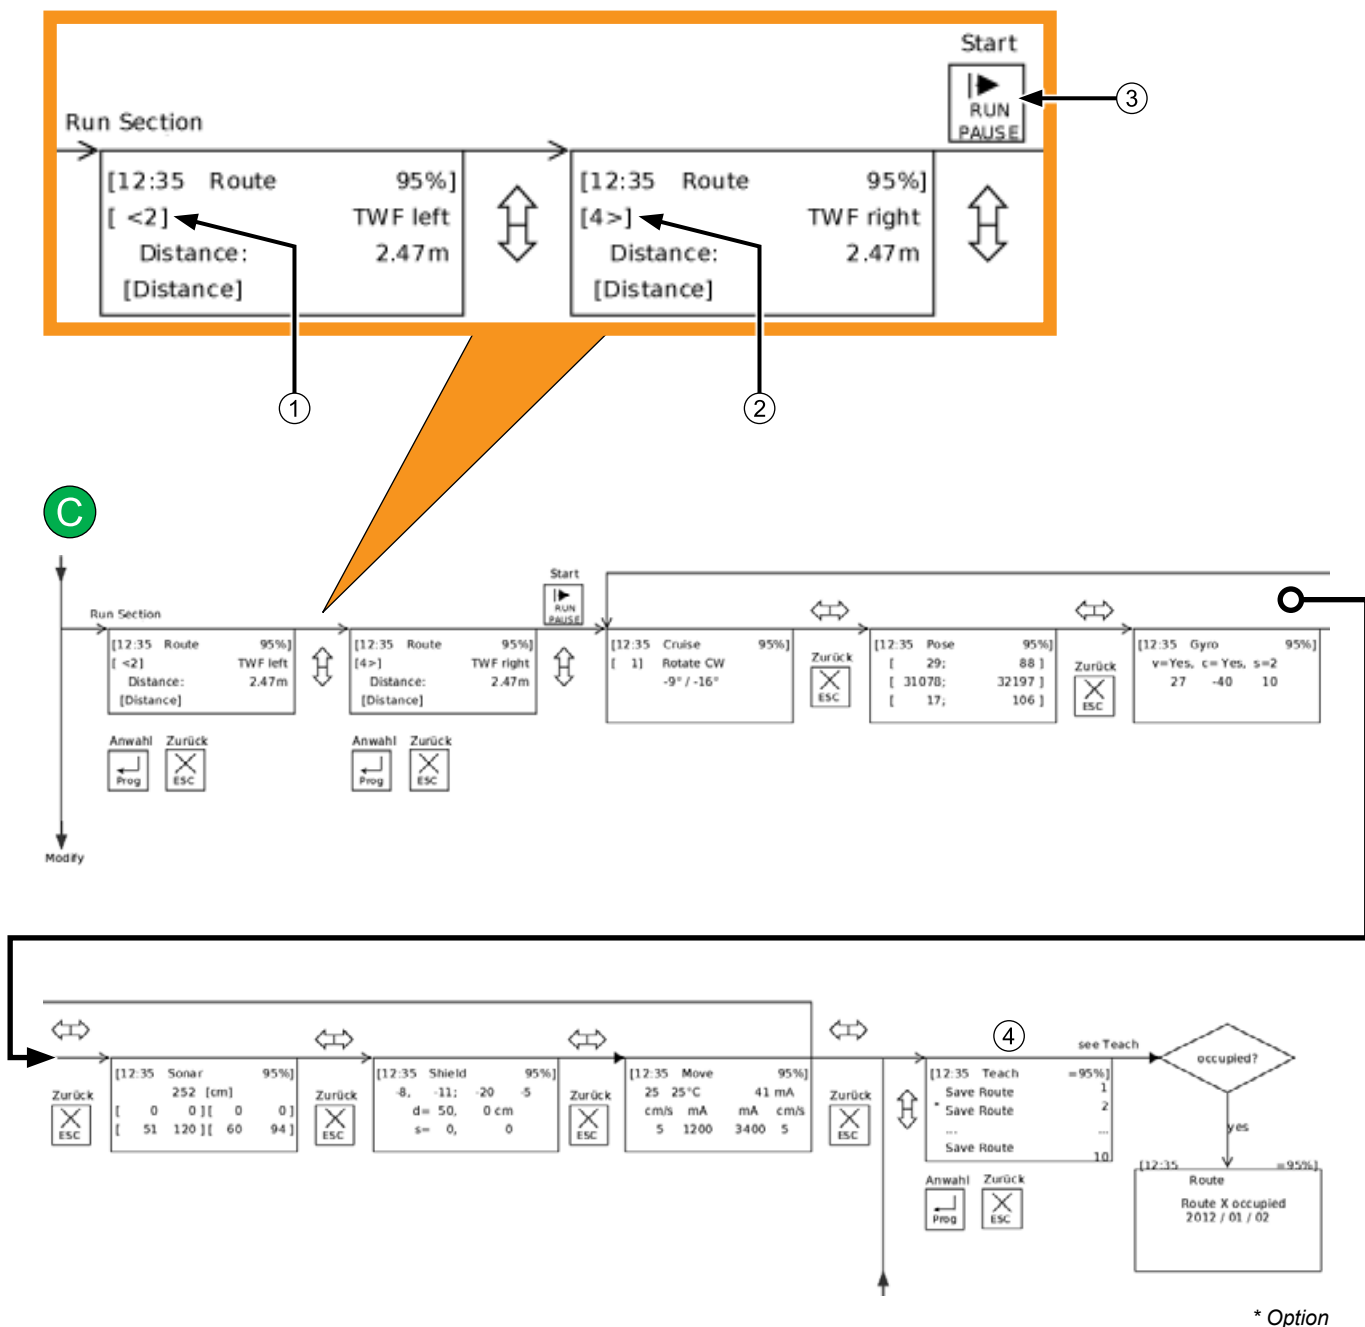 Start
RUN
PAUSE
3
Run Section
[12:35 Route 95%]
[ <2] TWF left
Distance: 2.47m
[Distance]
[12:35 Route 95%]
[4>] TWF right
Distance: 2.47m
[Distance]
1
2
C
Start
RUN
PAUSE
Run Section
[12:35 Route 95%]
[ <2] TWF left
Distance: 2.47m
[Distance]
Anwahl Zurück
Prog ESC
[12:35 Route 95%]
[4>] TWF right
Distance: 2.47m
[Distance]
Anwahl Zurück
Prog ESC
[12:35 Cruise 95%]
[ 1] Rotate CW
-9° / -16°
Zurück
ESC
[12:35 Pose 95%]
[ 29; 88 ]
[ 31078; 32197 ]
[ 17; 106 ]
Zurück
ESC
[12:35 Gyro 95%]
v=Yes, c= Yes, s=2
27 -40 10
Modify
Zurück
ESC
[12:35 Sonar 95%]
252 [cm]
[ 0 0 ] [ 0 0 ]
[ 51 120 ] [ 60 94 ]
Zurück
ESC
[12:35 Shield 95%]
-8, -11; -20 -5
d= 50, 0 cm
s= 0, 0
Zurück
ESC
[12:35 Move 95%]
25 25°C 41 mA
cm/s mA mA cm/s
5 1200 3400 5
Zurück
ESC
4
see Teach
[12:35 Teach =95%]
Save Route 1
* Save Route 2
... ...
Save Route 10
Anwahl Zurück
Prog ESC
occupied?
yes
[12:35 =95%]
Route
Route X occupied
2012 / 01 / 02
* Option